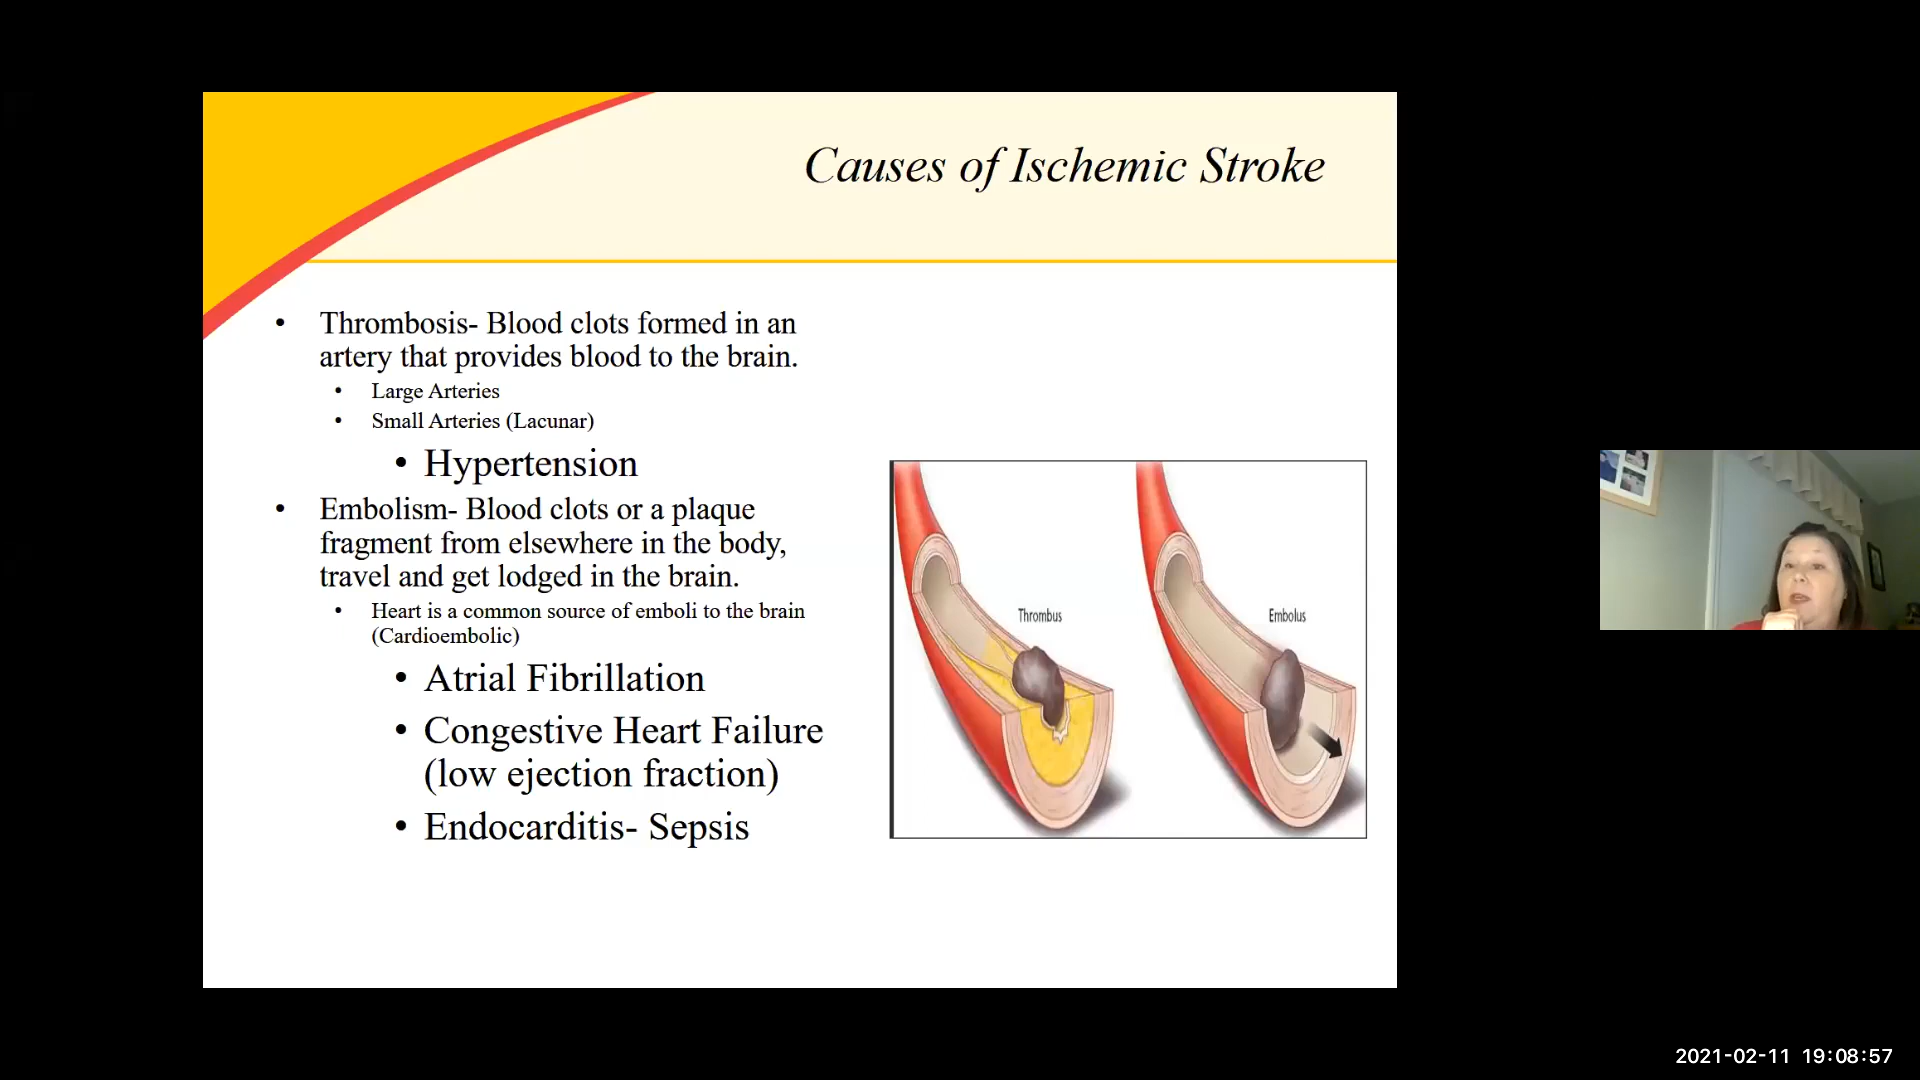 Causes of Ischemic Stroke
• Thrombosis- Blood clots formed in an
artery that provides blood to the brain.
• Large Arteries
• Small Arteries (Lacunar)
• Hypertension
• Embolism- Blood clots or a plaque
fragment from elsewhere in the body,
travel and get lodged in the brain.
• Heart is a common source of emboli to the brain
(Cardioembolic)
• Atrial Fibrillation
• Congestive Heart Failure
(low ejection fraction)
• Endocarditis- Sepsis
Thrombus
Embolus
2021-02-11 19:08:57